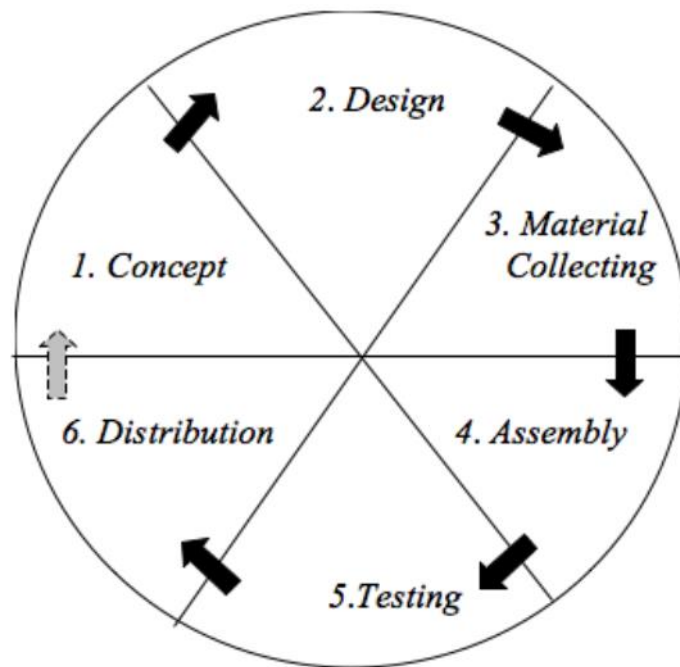 1. Concept
2. Design
3. Material
Collecting
4. Assembly
5.Testing
6. Distribution